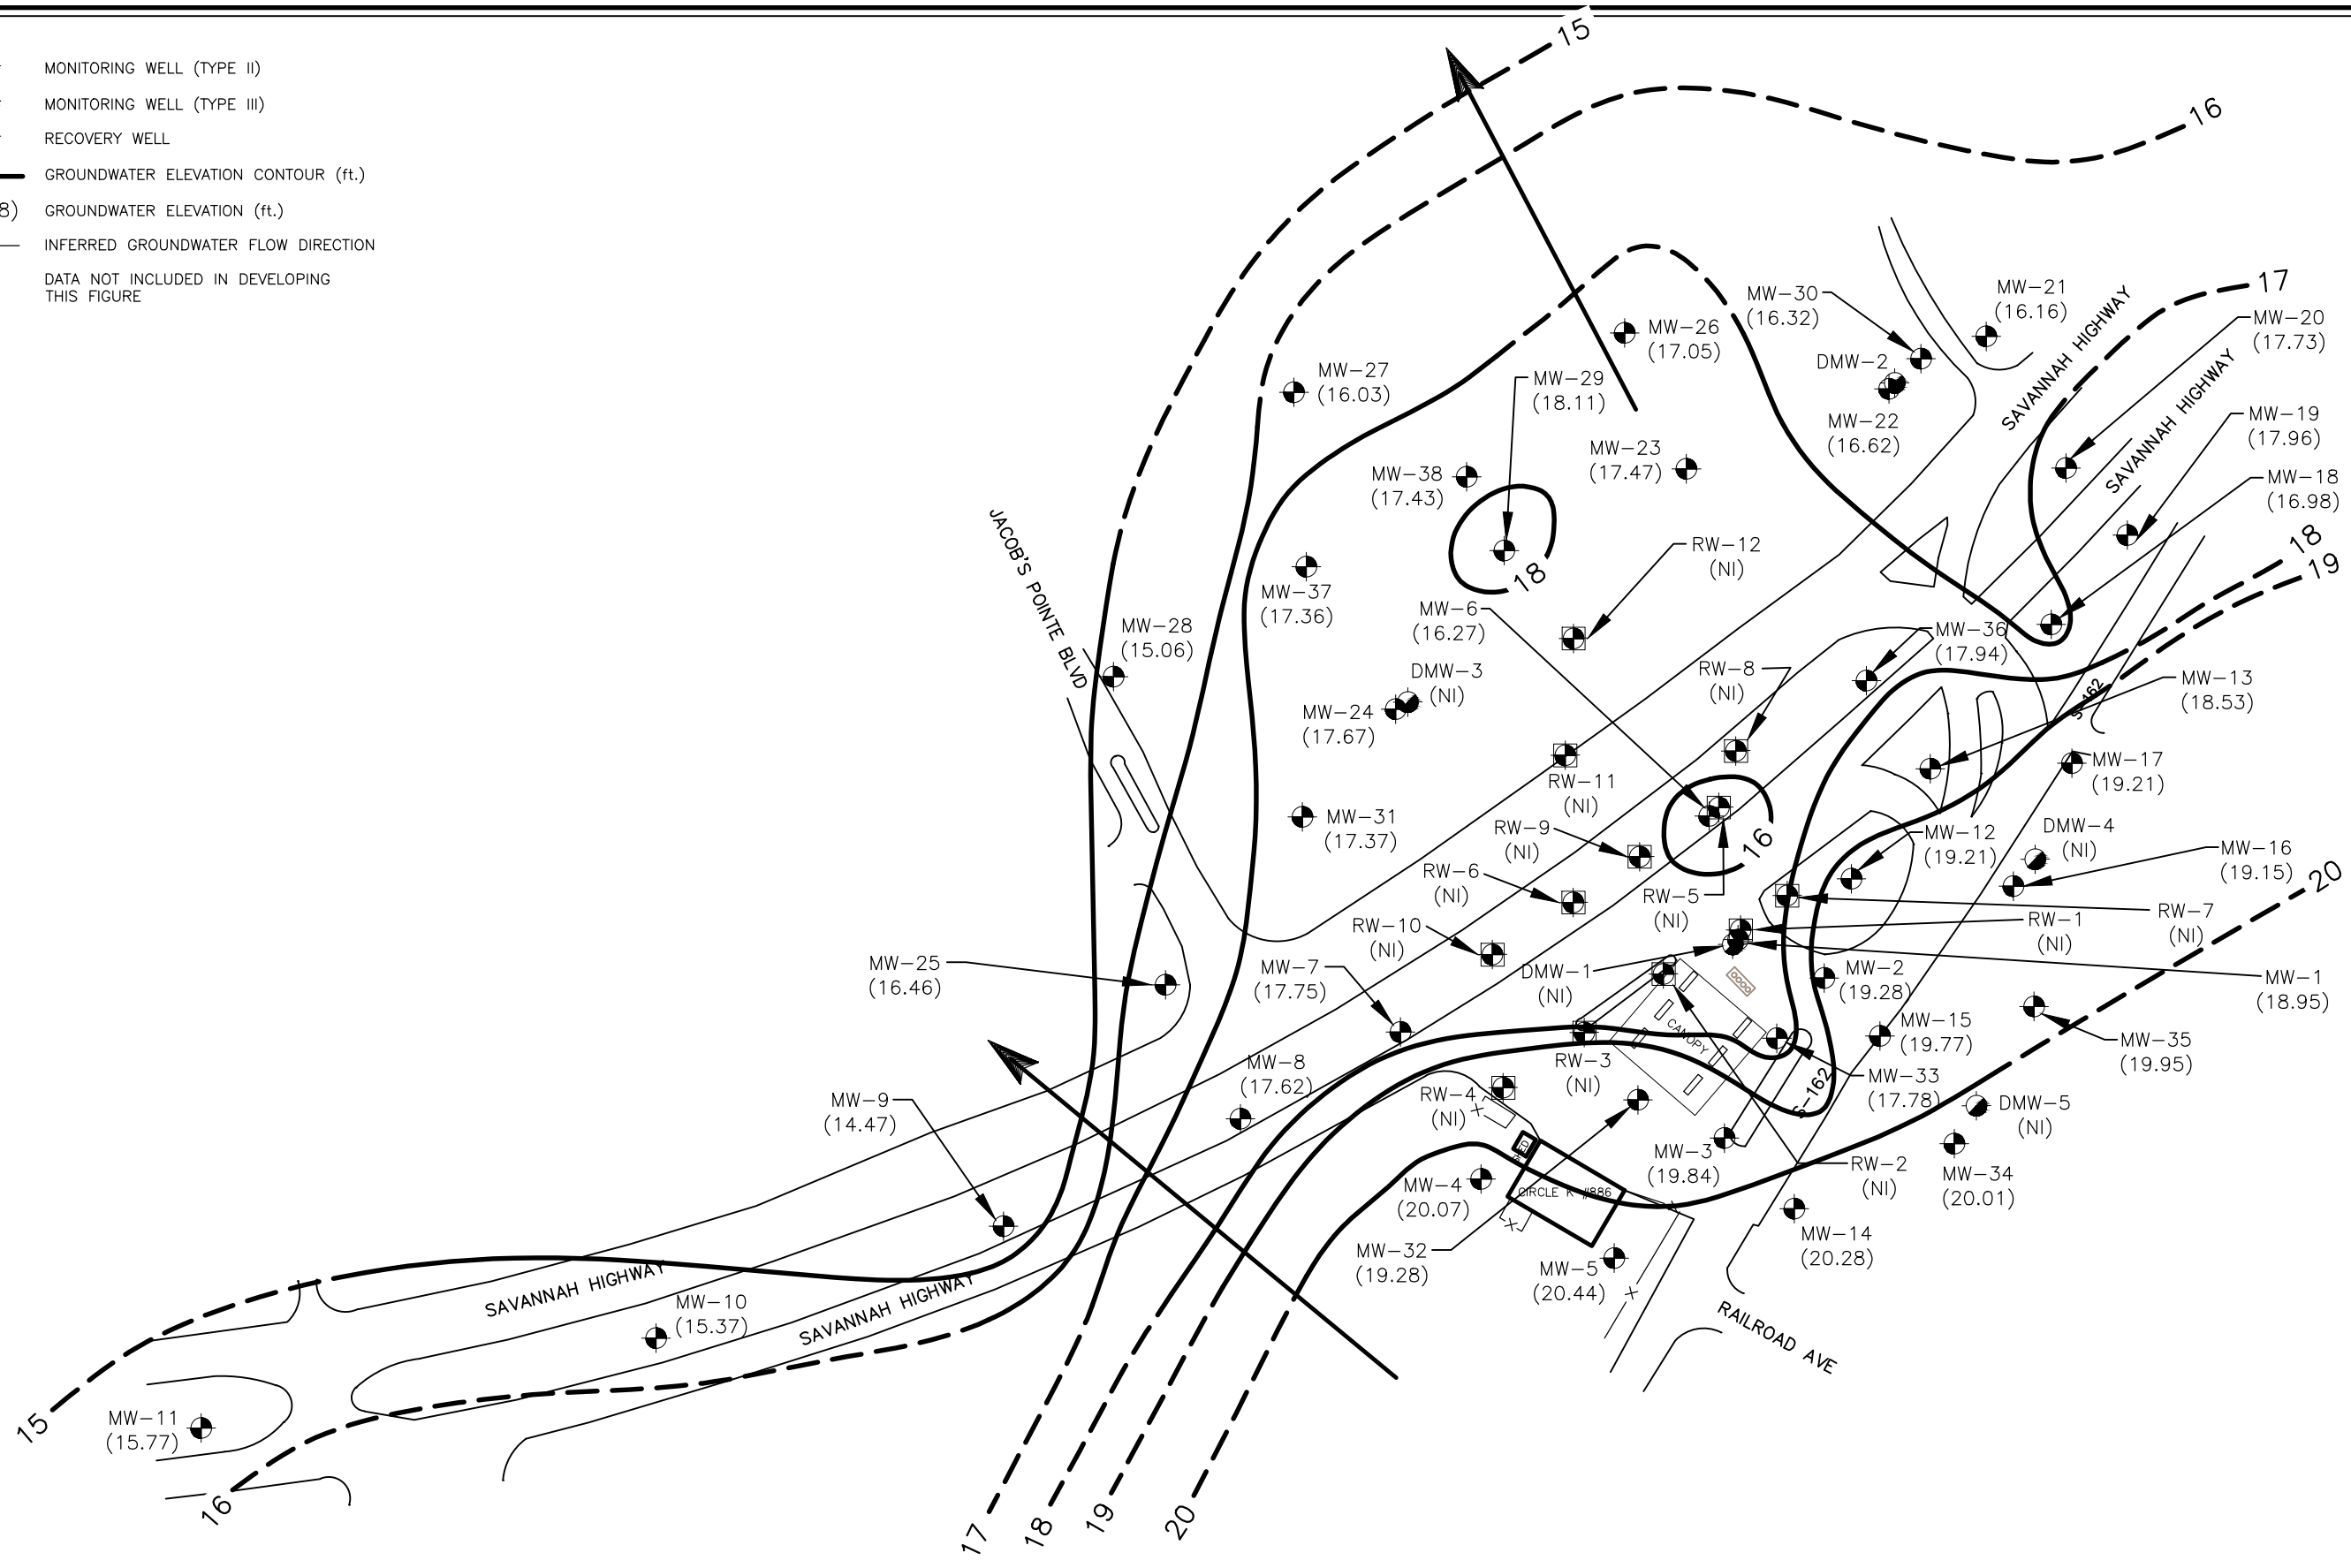 15
16
MONITORING WELL (TYPE II)
MONITORING WELL (TYPE III)
RECOVERY WELL
GROUNDWATER ELEVATION CONTOUR (ft.)
8)
GROUNDWATER ELEVATION (ft.)
INFERRED GROUNDWATER FLOW DIRECTION
DATA NOT INCLUDED IN DEVELOPING
THIS FIGURE
17
MW-30
(16.32)
MW-21
(16.16)
SAVANNAH HIGHWAY
MW-20
(17.73)
MW-26
(17.05)
DMW-2
MW-27
(16.03)
MW-29
(18.11)
SAVANNAH HIGHWAY
MW-22
(16.62)
MW-19
(17.96)
MW-23
(17.47)
MW-38
(17.43)
MW-18
(16.98)
18
19
JACOB'S POINTE BLVD
RW-12
(NI)
18
MW-37
(17.36)
MW-6
(16.27)
MW-28
(15.06)
MW-36
(17.94)
DMW-3
(NI)
RW-8
(NI)
MW-13
(18.53)
S-162
MW-24
(17.67)
RW-11
(NI)
MW-17
(19.21)
MW-31
(17.37)
RW-9
(NI)
16
MW-12
(19.21)
DMW-4
(NI)
MW-16
(19.15)
RW-6
(NI)
20
RW-5
(NI)
RW-7
(NI)
RW-10
(NI)
RW-1
(NI)
MW-25
(16.46)
MW-7
(17.75)
DMW-1
(NI)
MW-2
(19.28)
MW-1
(18.95)
CANOPY
MW-15
(19.77)
MW-35
(19.95)
MW-8
(17.62)
RW-3
(NI)
MW-33
(17.78)
S-162
MW-9
(14.47)
RW-4
(NI)
X
DMW-5
(NI)
MW-3
(19.84)
RW-2
(NI)
MW-34
(20.01)
MW-4
(20.07)
CIRCLE K #886
X
MW-14
(20.28)
MW-32
(19.28)
MW-5
(20.44)
X
SAVANNAH HIGHWAY
SAVANNAH HIGHWAY
MW-10
(15.37)
RAILROAD AVE
MW-11
(15.77)
15
16
17
18
19
20